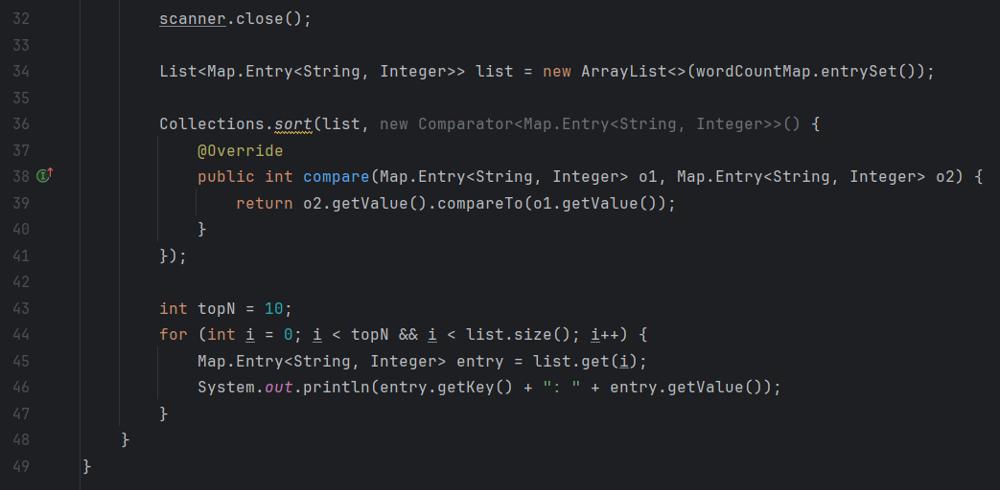 32 scanner.close();
33
34 List<Map.Entry<String, Integer>> list = new ArrayList<>(wordCountMap.entrySet());
35
36 Collections.sort(list, new Comparator<Map.Entry<String, Integer>>() {
37 @Override
38 public int compare(Map.Entry<String, Integer> o1, Map.Entry<String, Integer> o2) {
39 return o2.getValue().compareTo(o1.getValue());
40 }
41 });
42
43 int topN = 10;
44 for (int i = 0; i < topN && i < list.size(); i++) {
45 Map.Entry<String, Integer> entry = list.get(i);
46 System.out.println(entry.getKey() + ": " + entry.getValue());
47 }
48 }
49 }